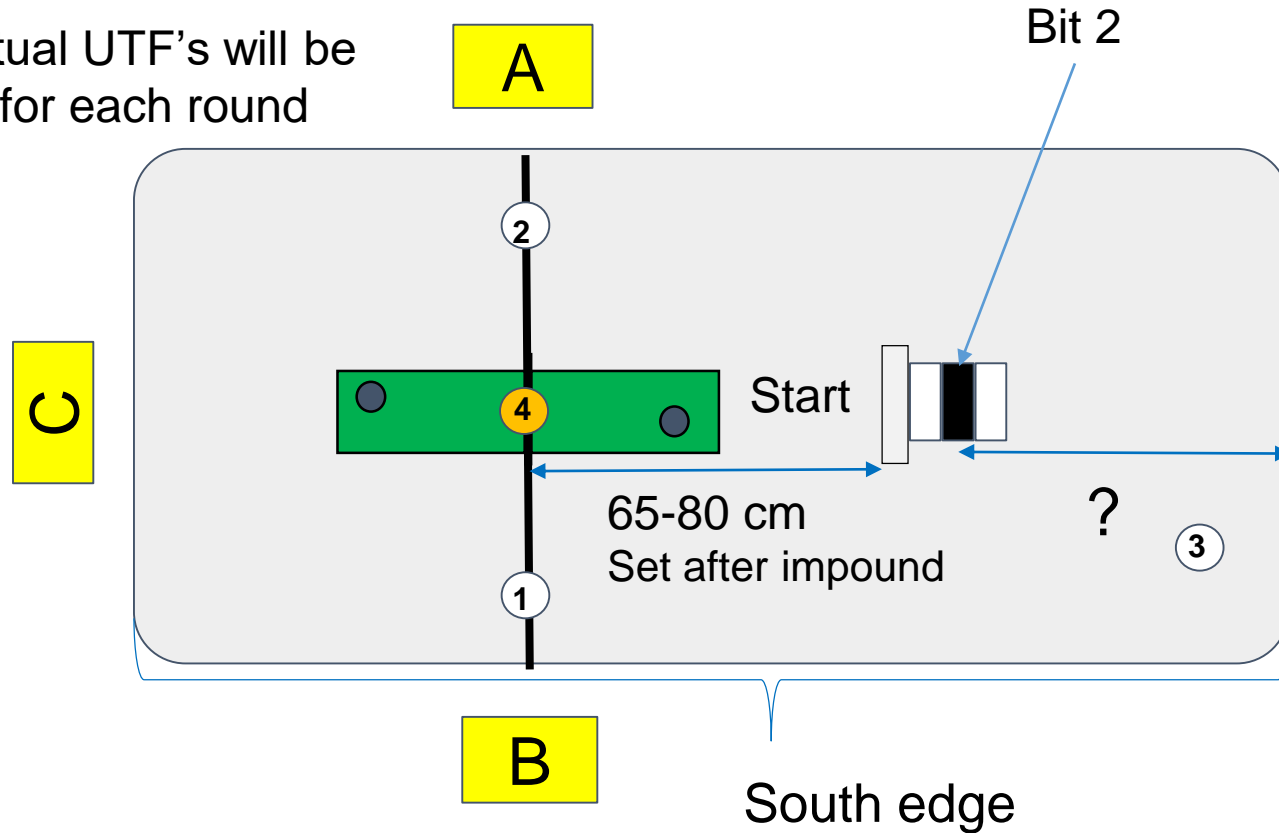 tual UTF's will be
for each round
A
Bit 2
2
C
4
Start
65-80 cm
Set after impound
?
3
1
B
South edge